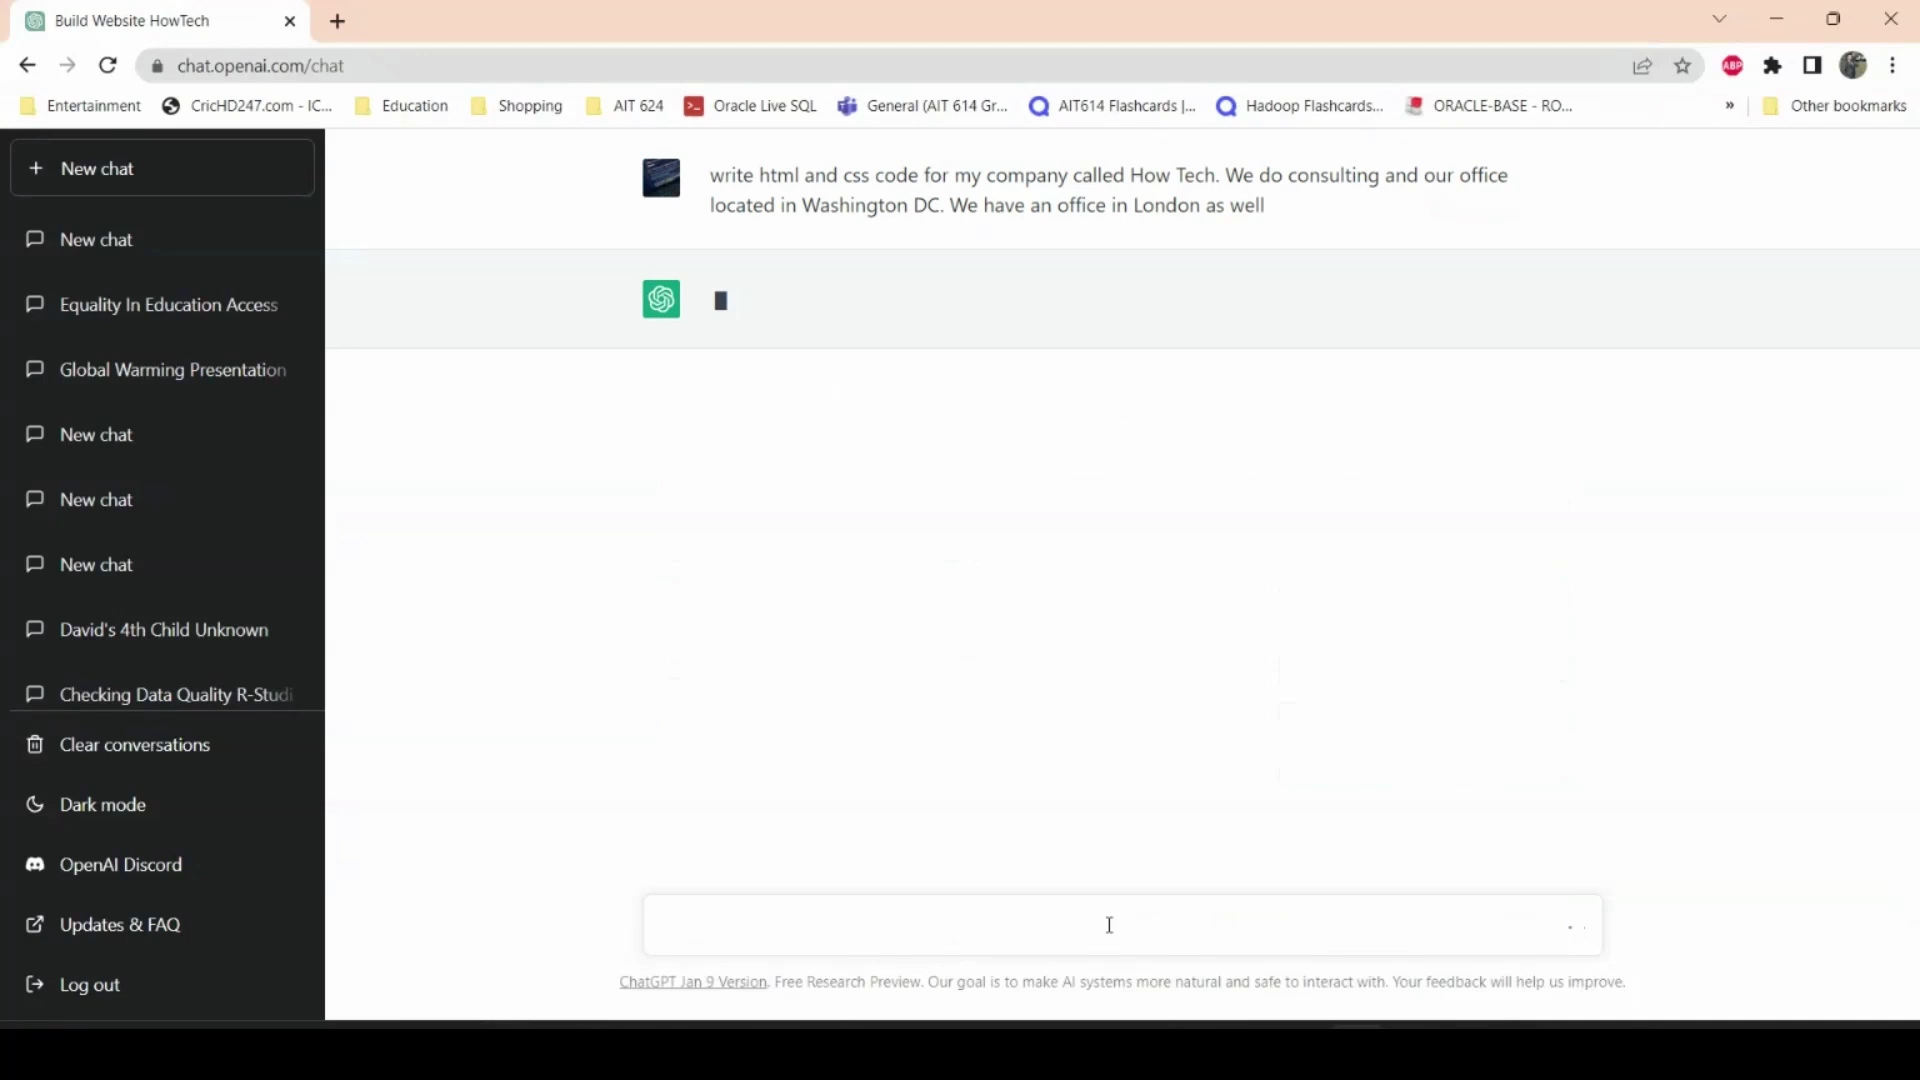 Build Website HowTech
chat.openai.com/chat
ABP
Entertainment CricHD247.com - IC... Education Shopping AIT 624 Oracle Live SQL General (AIT 614 Gr... AIT614 Flashcards |... Hadoop Flashcards... ORACLE-BASE - RO... » Other bookmarks
+ New chat
New chat
Equality In Education Access
Global Warming Presentation
New chat
New chat
New chat
David's 4th Child Unknown
Checking Data Quality R-Studi
Clear conversations
Dark mode
OpenAI Discord
Updates & FAQ
Log out
write html and css code for my company called How Tech. We do consulting and our office
located in Washington DC. We have an office in London as well
ChatGPT Jan 9 Version. Free Research Preview. Our goal is to make AI systems more natural and safe to interact with. Your feedback will help us improve.